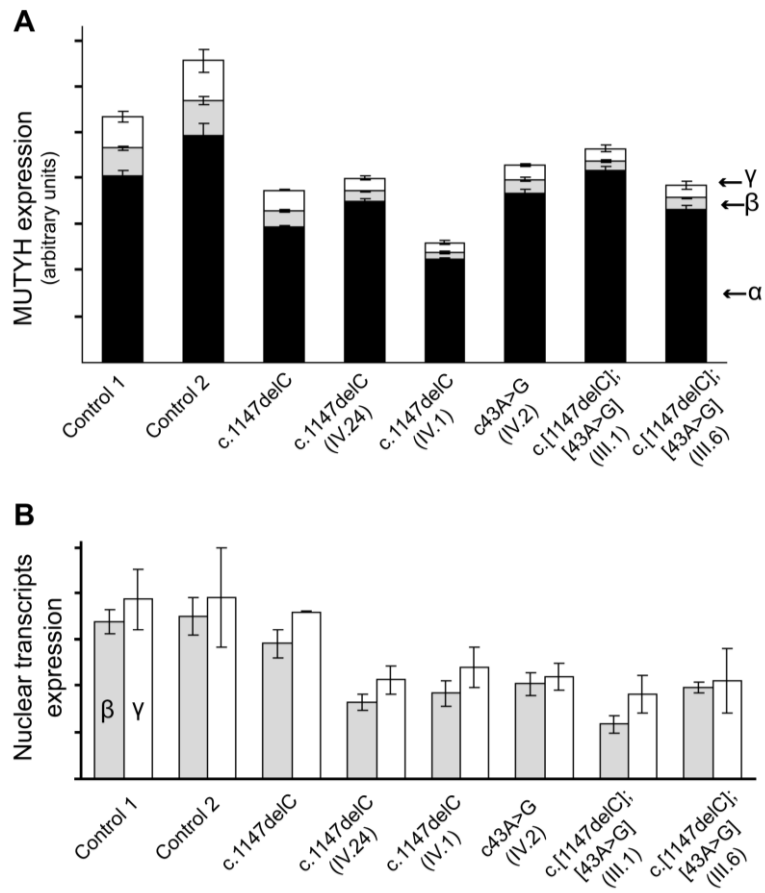 A
MUTYH expression
(arbitrary units)
←γ
←β
←α
Control 1
Control 2
c.1147delC
c.1147delC
(IV.24)
c.1147delC
(IV.1)
c43A>G
(IV.2)
c.[1147delC];
[43A>G]
(III.1)
c.[1147delC];
[43A>G]
(III.6)
B
Nuclear transcripts
expression
β γ
Control 1
Control 2
c.1147delC
c.1147delC
(IV.24)
c.1147delC
(IV.1)
c43A>G
(IV.2)
c.[1147delC];
[43A>G]
(III.1)
c.[1147delC];
[43A>G]
(III.6)